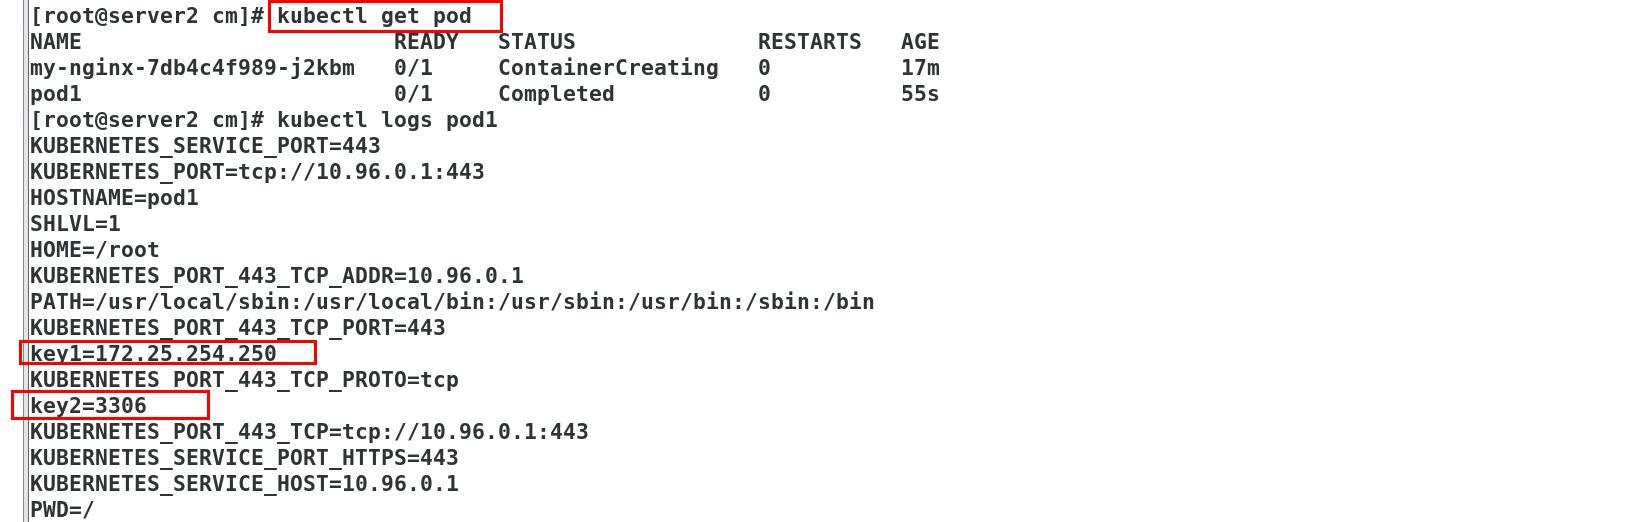 [root@server2 cm]# kubectl get pod
NAME                        READY   STATUS              RESTARTS   AGE
my-nginx-7db4c4f989-j2kbm   0/1     ContainerCreating   0          17m
pod1                        0/1     Completed           0          55s
[root@server2 cm]# kubectl logs pod1
KUBERNETES_SERVICE_PORT=443
KUBERNETES_PORT=tcp://10.96.0.1:443
HOSTNAME=pod1
SHLVL=1
HOME=/root
KUBERNETES_PORT_443_TCP_ADDR=10.96.0.1
PATH=/usr/local/sbin:/usr/local/bin:/usr/sbin:/usr/bin:/sbin:/bin
KUBERNETES_PORT_443_TCP_PORT=443
key1=172.25.254.250
KUBERNETES_PORT_443_TCP_PROTO=tcp
key2=3306
KUBERNETES_PORT_443_TCP=tcp://10.96.0.1:443
KUBERNETES_SERVICE_PORT_HTTPS=443
KUBERNETES_SERVICE_HOST=10.96.0.1
PWD=/